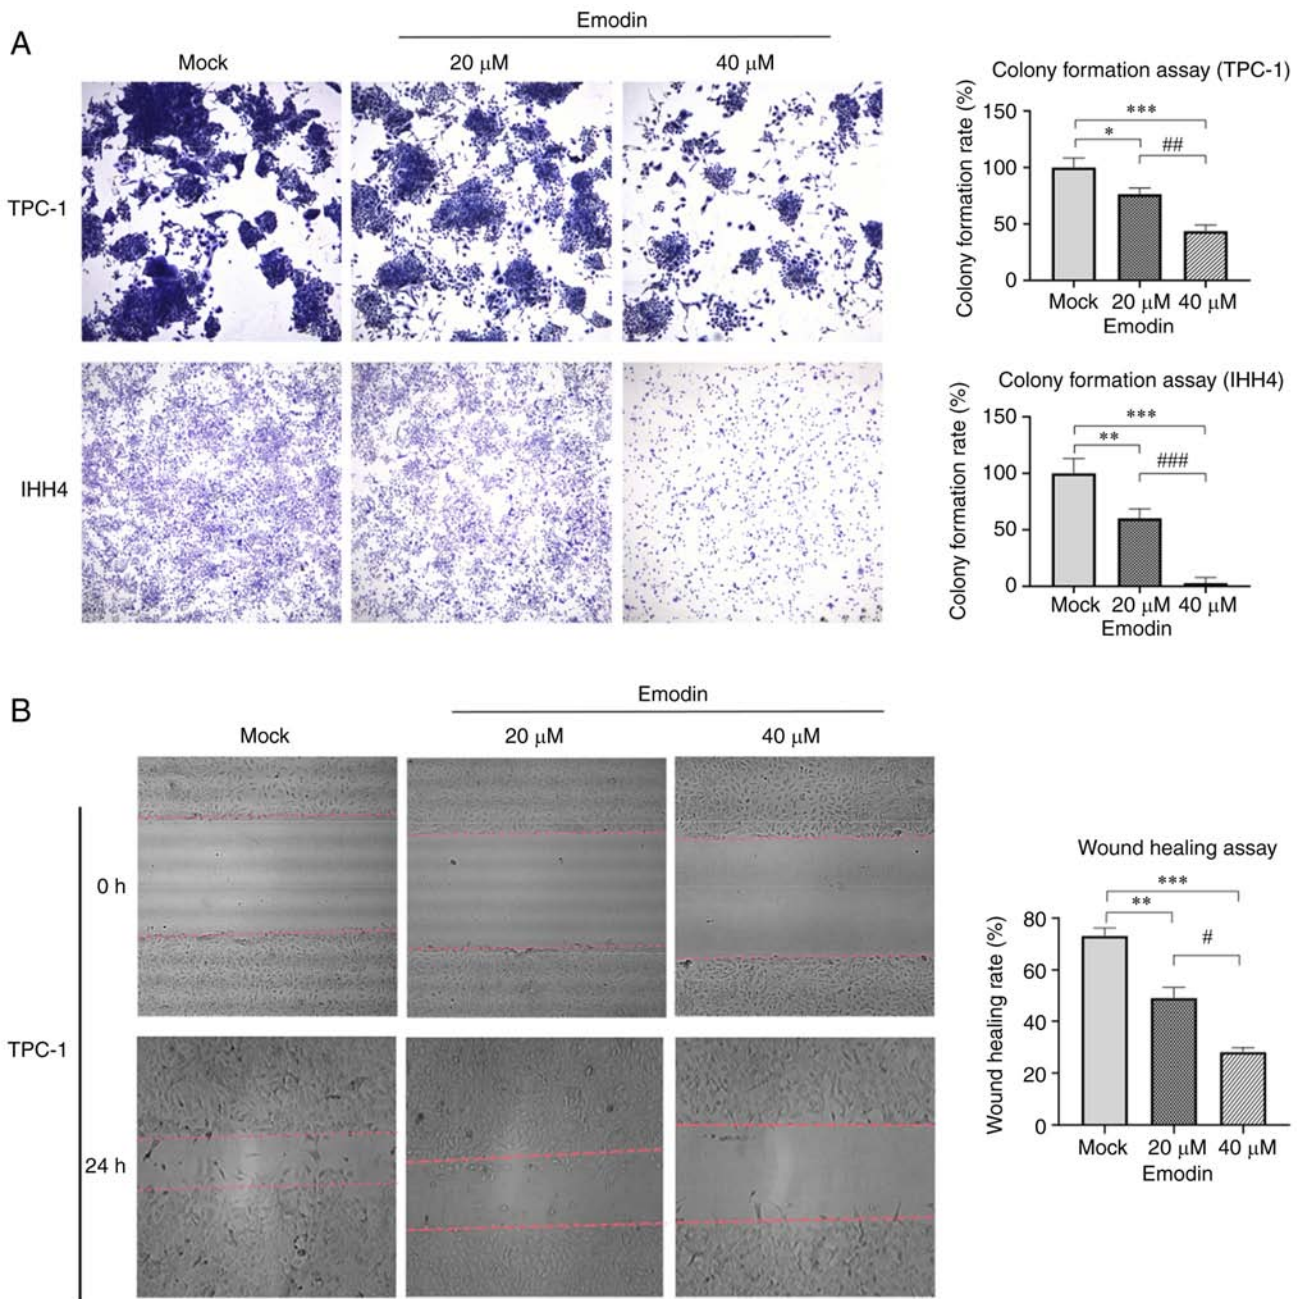 A
Emodin
Mock
20 μM
40 μM
TPC-1
IHH4
Colony formation assay (TPC-1)
Colony formation rate (%)
150
100
50
0
***
*
##
Mock
20 μM
40 μM
Emodin
Colony formation assay (IHH4)
Colony formation rate (%)
150
100
50
0
***
**
###
Mock
20 μM
40 μM
Emodin
B
Emodin
Mock
20 μM
40 μM
0 h
TPC-1
24 h
Wound healing assay
Wound healing rate (%)
80
60
40
20
0
***
**
#
Mock
20 μM
40 μM
Emodin